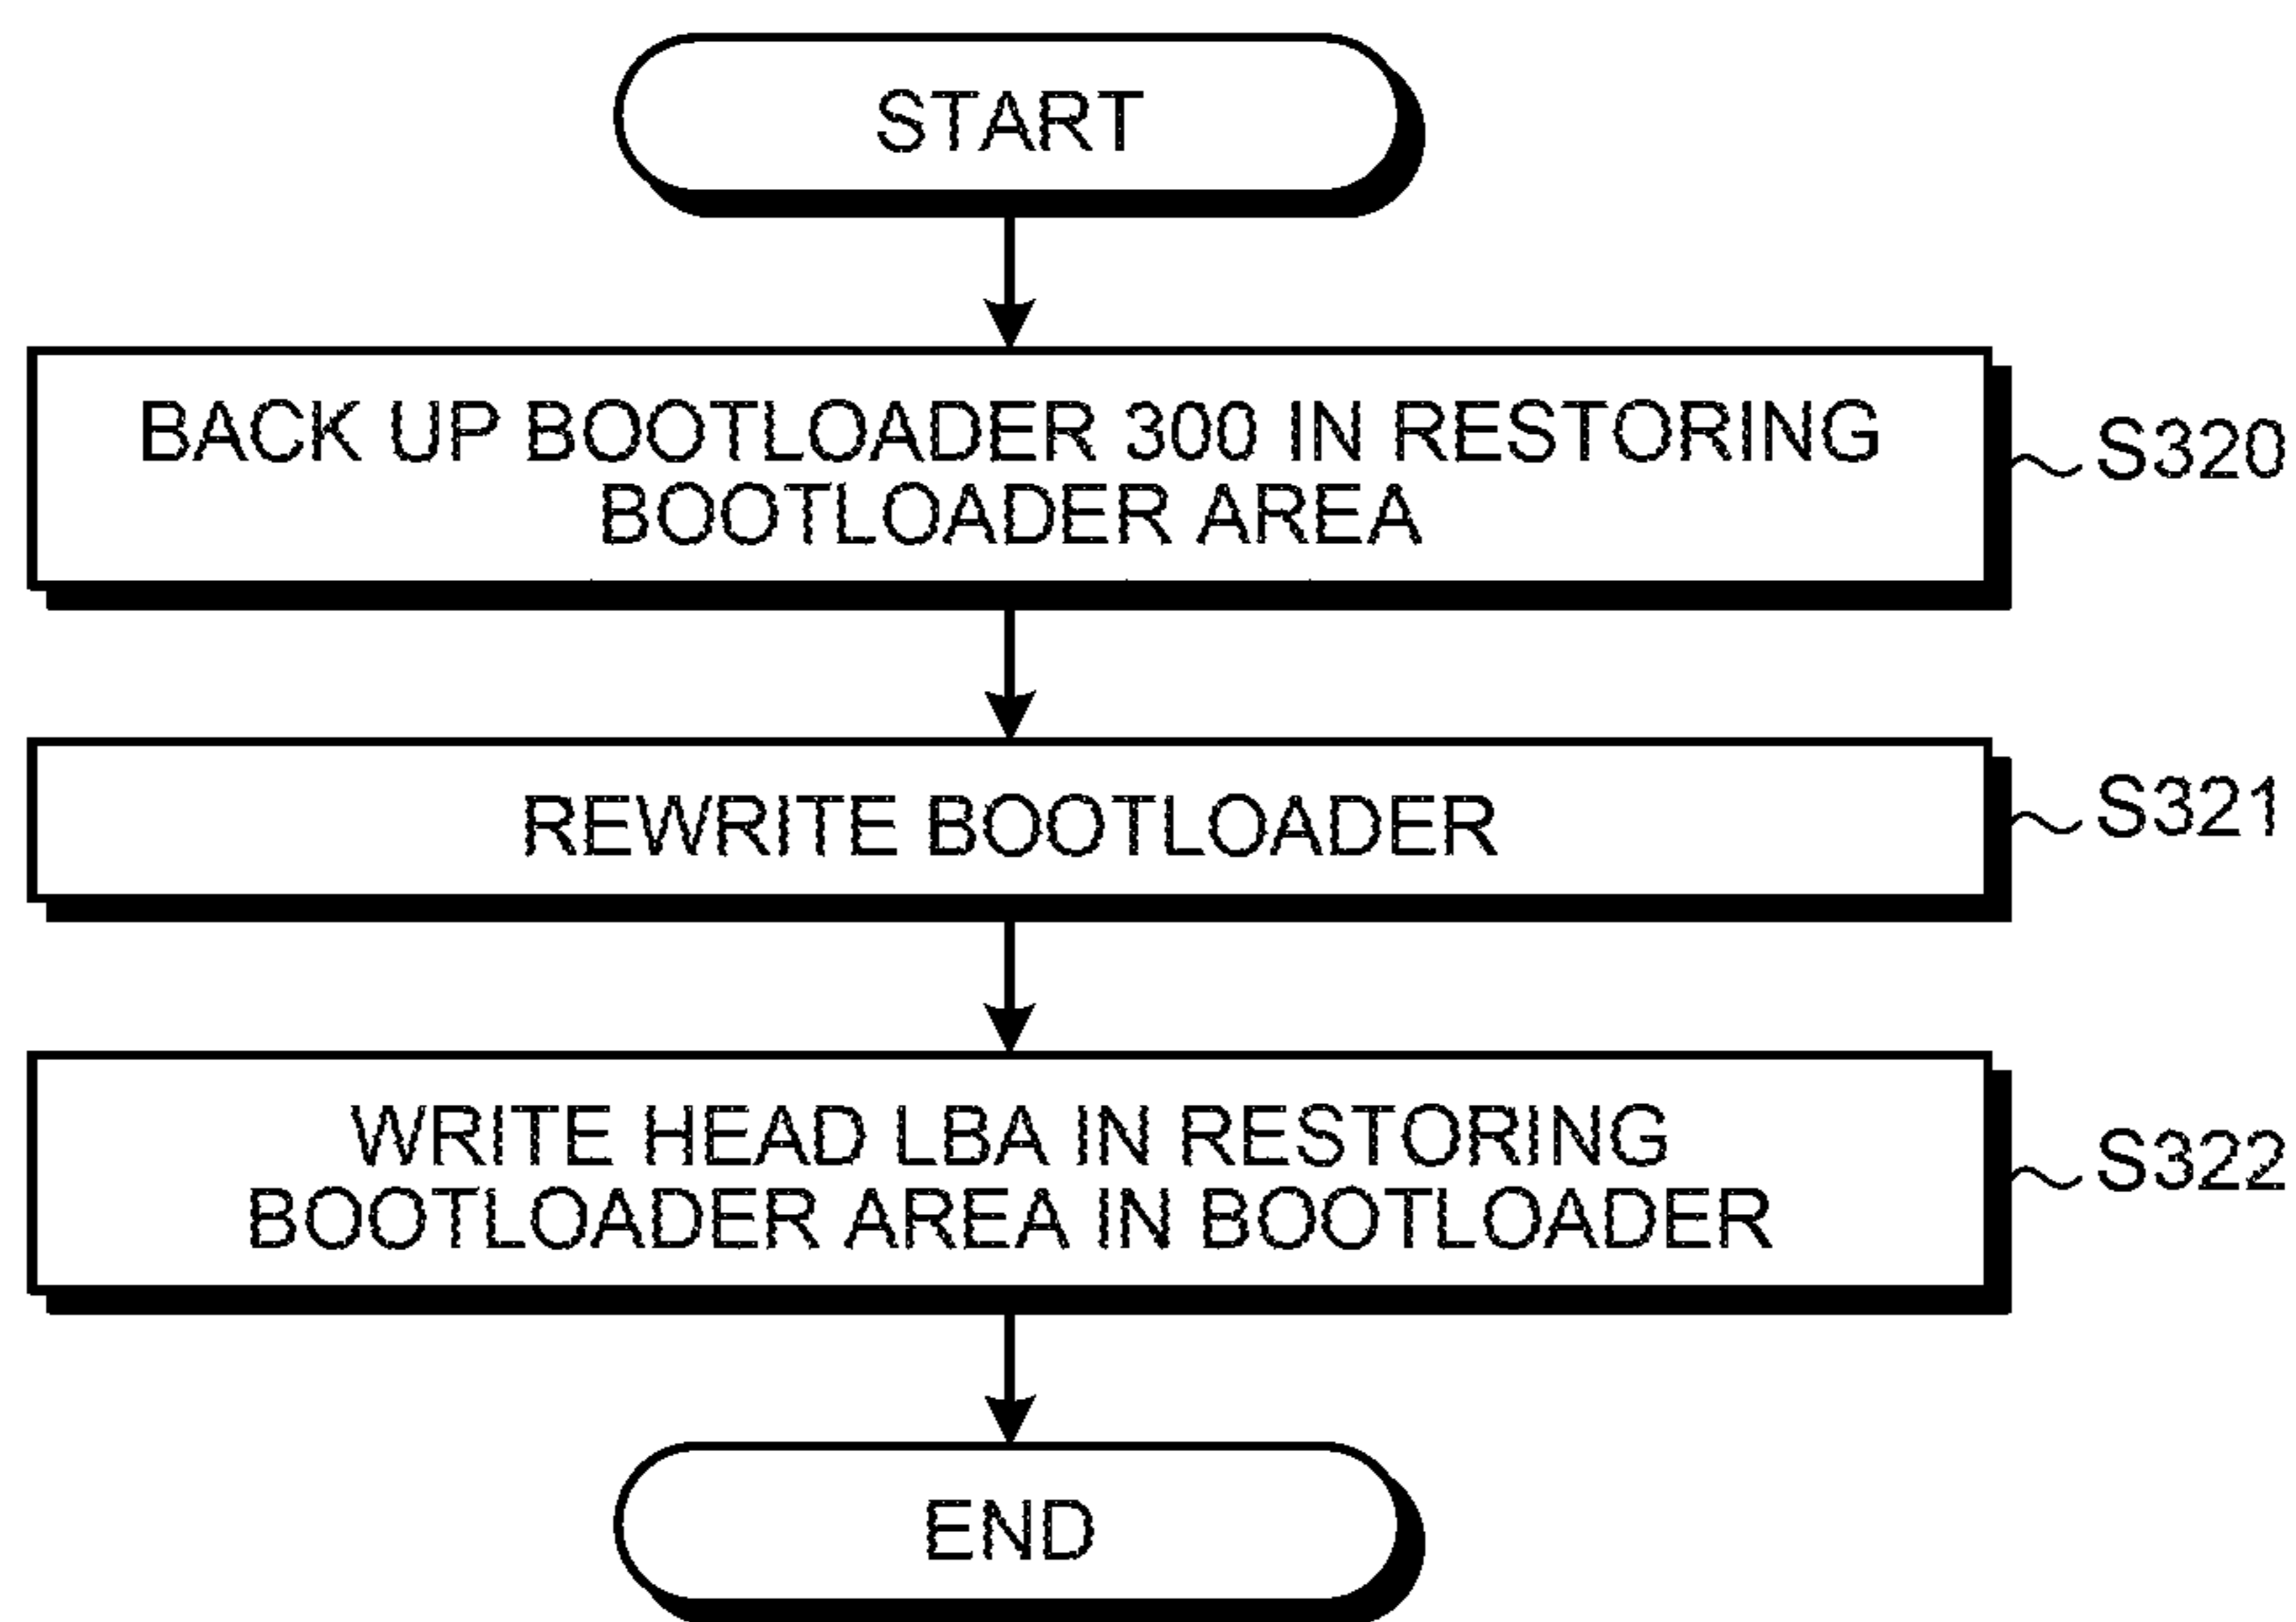 START
BACK UP BOOTLOADER 300 IN RESTORING
BOOTLOADER AREA
S320
REWRITE BOOTLOADER
S321
WRITE HEAD LBA IN RESTORING
BOOTLOADER AREA IN BOOTLOADER
S322
END